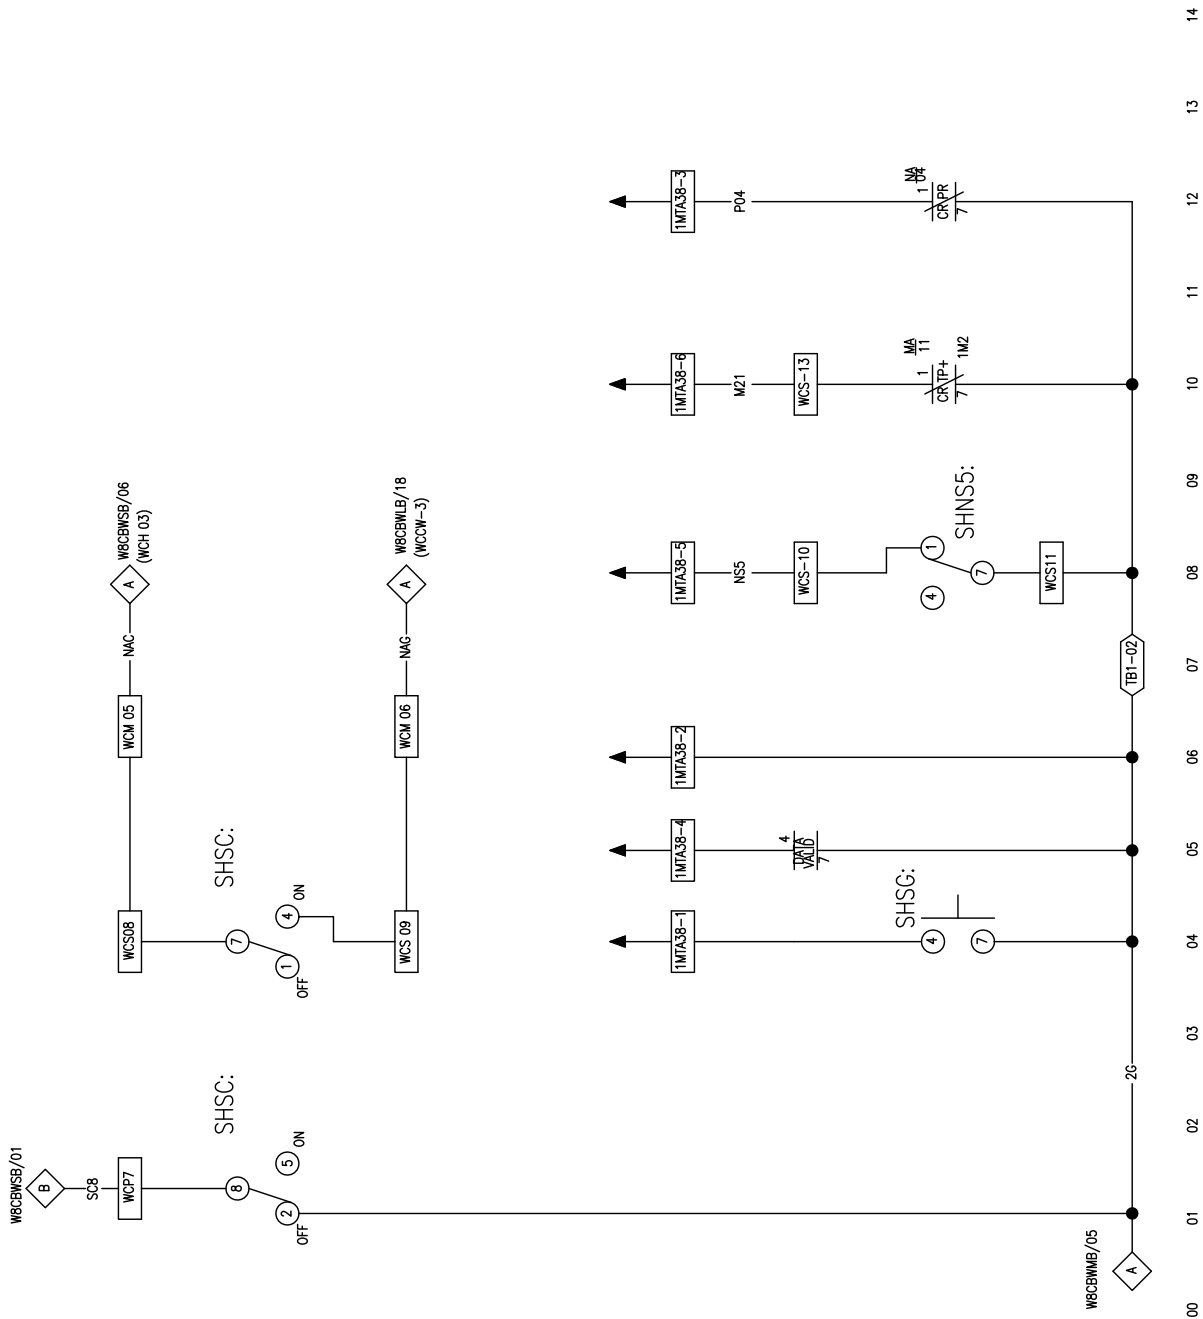 14
13
12
11
10
09
08
07
06
05
04
03
02
01
00
1MTA38-3
P04
NA
04
1
CR PR
7
1MTA38-6
M21
WCS-13
MA
11
1
CR TP+
7
1M2
W8CBWSB/06
(WCH 03)
A
NAC
WCM 05
WCS08
SHSC:
7
1
OFF
4
ON
WCS 09
WCM 06
NAG
A
W8CBWLB/18
(WCCW-3)
1MTA38-5
NS5
WCS-10
SHNS5:
1
4
7
WCS11
TB1-02
1MTA38-2
1MTA38-4
4
DATA
VALID
7
1MTA38-1
SHSG:
4
7
2G
W8CBWSB/01
B
SC8
WCP7
SHSC:
8
2
OFF
5
ON
W8CBWMB/05
A